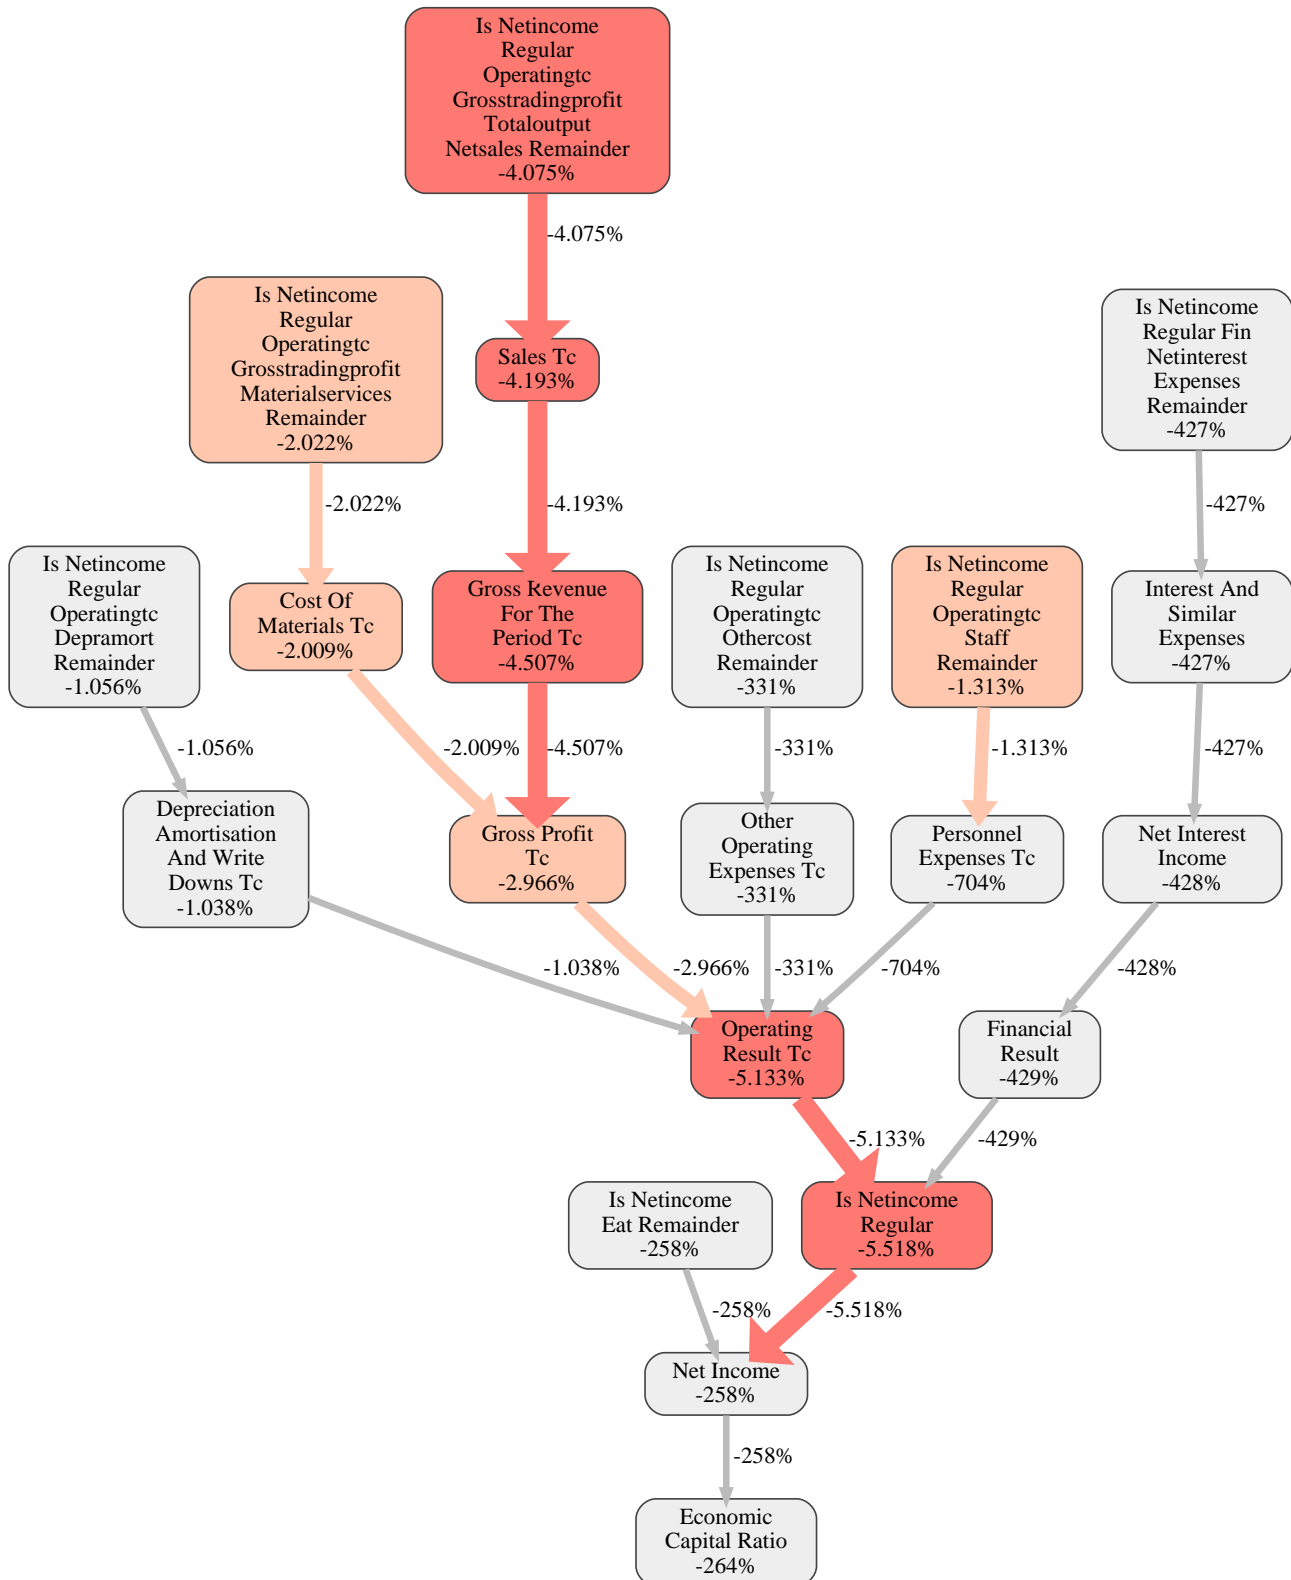 Is Netincome
Regular
Operatingtc
Grosstradingprofit
Totaloutput
Netsales Remainder
-4.075%
-4.075%
Is Netincome
Regular
Operatingtc
Grosstradingprofit
Materialservices
Remainder
-2.022%
Sales Tc
-4.193%
Is Netincome
Regular Fin
Netinterest
Expenses
Remainder
-427%
-2.022%
-4.193%
-427%
Is Netincome
Regular
Operatingtc
Depramort
Remainder
-1.056%
Cost Of
Materials Tc
-2.009%
Gross Revenue
For The
Period Tc
-4.507%
Is Netincome
Regular
Operatingtc
Othercost
Remainder
-331%
Is Netincome
Regular
Operatingtc
Staff
Remainder
-1.313%
Interest And
Similar
Expenses
-427%
-1.056%
-2.009%
-4.507%
-331%
-1.313%
-427%
Depreciation
Amortisation
And Write
Downs Tc
-1.038%
Gross Profit
Tc
-2.966%
Other
Operating
Expenses Tc
-331%
Personnel
Expenses Tc
-704%
Net Interest
Income
-428%
-1.038%
-2.966%
-331%
-704%
-428%
Operating
Result Tc
-5.133%
Financial
Result
-429%
-5.133%
-429%
Is Netincome
Eat Remainder
-258%
Is Netincome
Regular
-5.518%
-258%
-5.518%
Net Income
-258%
-258%
Economic
Capital Ratio
-264%